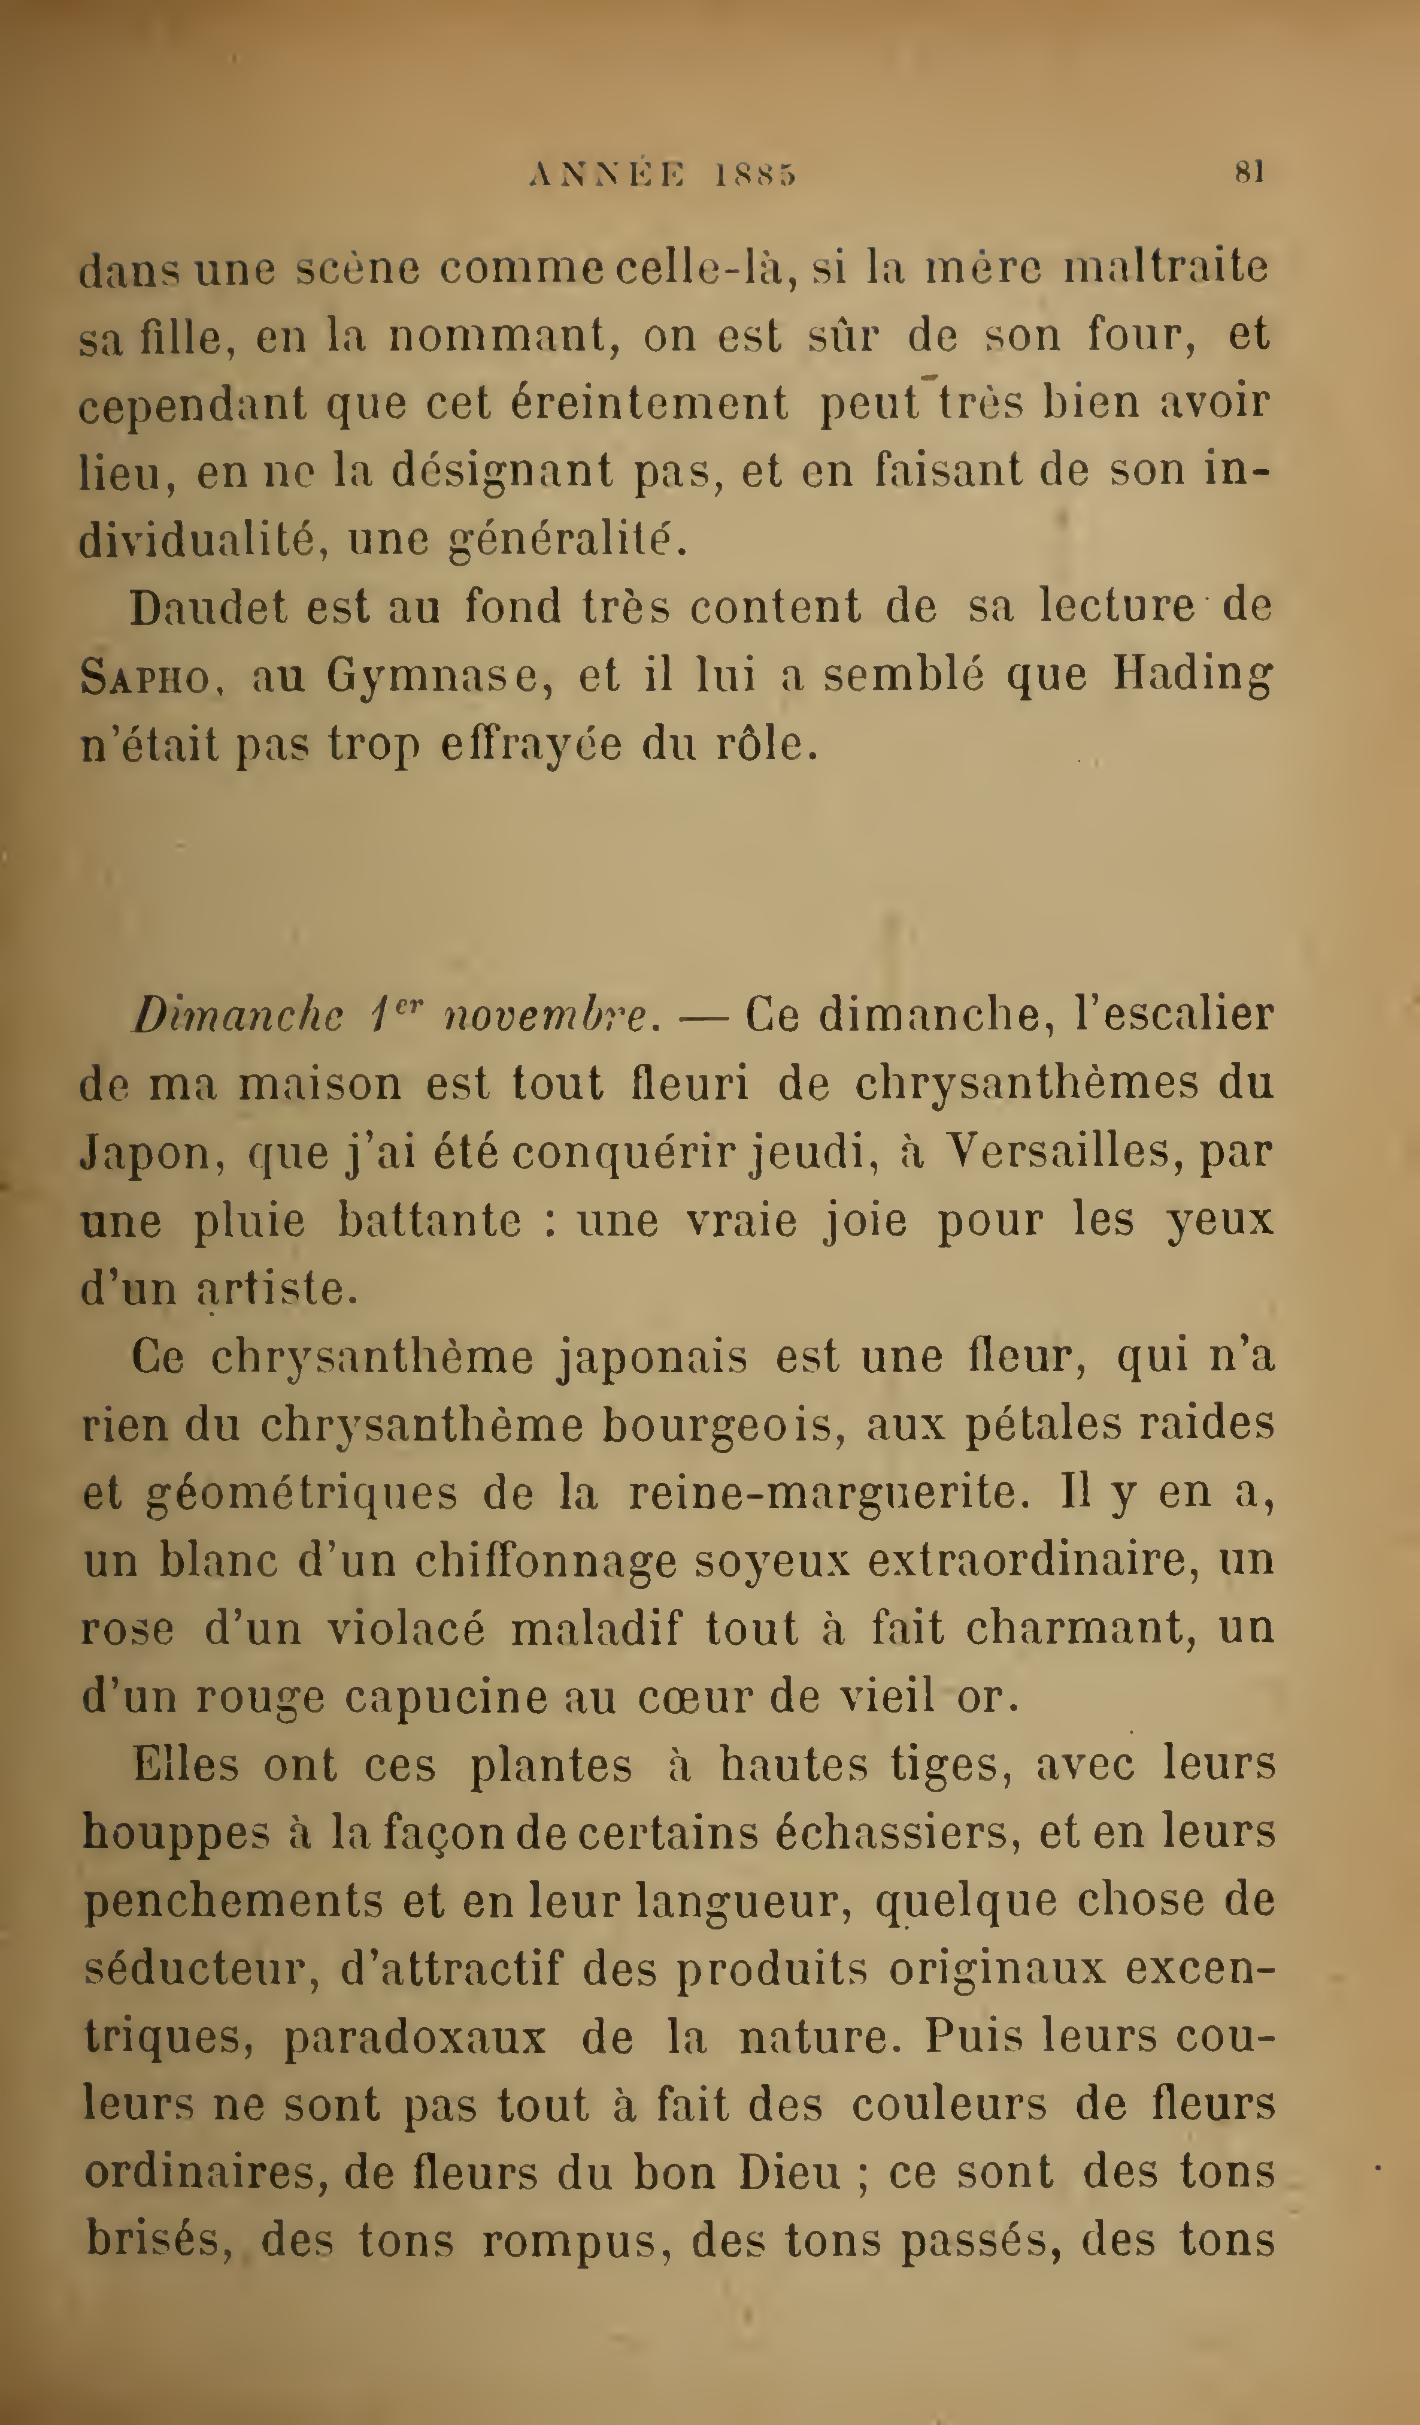 ANNÉE 1885 81
dans une scène comme celle-là, si la mère maltraite
sa fille, en la nommant, on est sûr de son four, et
cependant que cet éreintement peut très bien avoir
lieu, en ne la désignant pas, et en faisant de son in-
dividualité, une généralité.
Daudet est au fond très content de sa lecture de
SAPHO, au Gymnase, et il lui a semblé que Hading
n'était pas trop effrayée du rôle.
Dimanche 1er novembre. — Ce dimanche, l'escalier
de ma maison est tout fleuri de chrysanthèmes du
Japon, que j'ai été conquérir jeudi, à Versailles, par
une pluie battante : une vraie joie pour les yeux
d'un artiste.
Ce chrysanthème japonais est une fleur, qui n'a
rien du chrysanthème bourgeois, aux pétales raides
et géométriques de la reine-marguerite. Il y en a,
un blanc d'un chiffonnage soyeux extraordinaire, un
rose d'un violacé maladif tout à fait charmant, un
d'un rouge capucine au cœur de vieil or.
Elles ont ces plantes à hautes tiges, avec leurs
houppes à la façon de certains échassiers, et en leurs
penchements et en leur langueur, quelque chose de
séducteur, d'attractif des produits originaux excen-
triques, paradoxaux de la nature. Puis leurs cou-
leurs ne sont pas tout à fait des couleurs de fleurs
ordinaires, de fleurs du bon Dieu ; ce sont des tons
brisés, des tons rompus, des tons passés, des tons